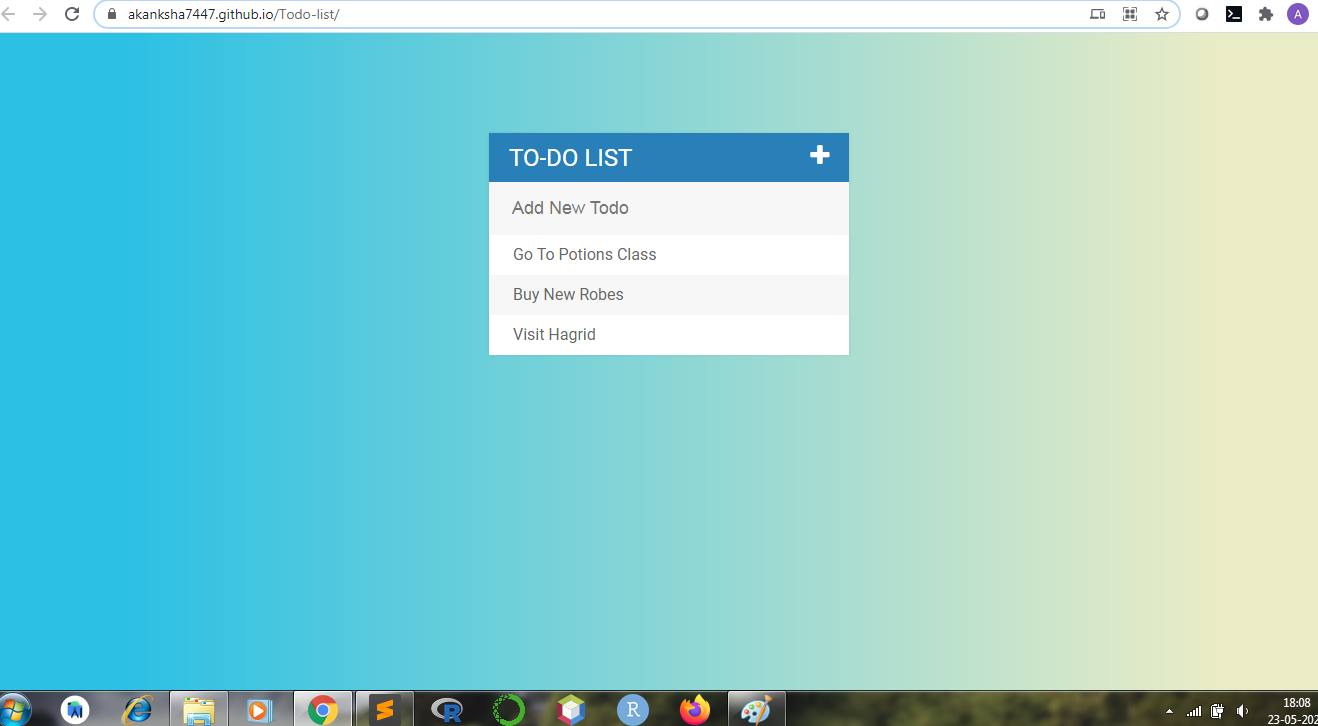 akanksha7447.github.io/Todo-list/
A
TO-DO LIST
Add New Todo
Go To Potions Class
Buy New Robes
Visit Hagrid
R
R
18:08
23-05-202